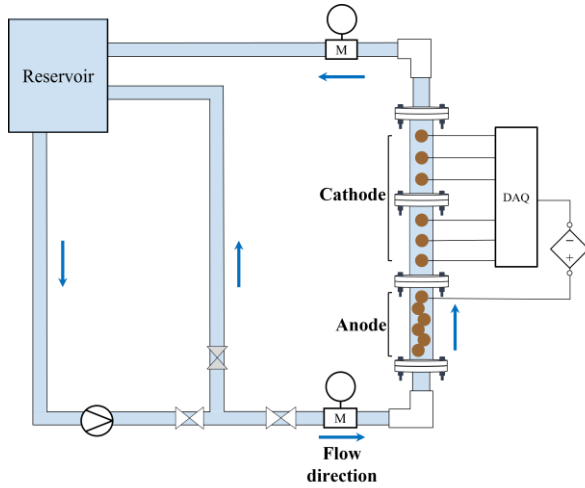 M
Reservoir
Cathode
DAQ
−
+
Anode
M
Flow
direction